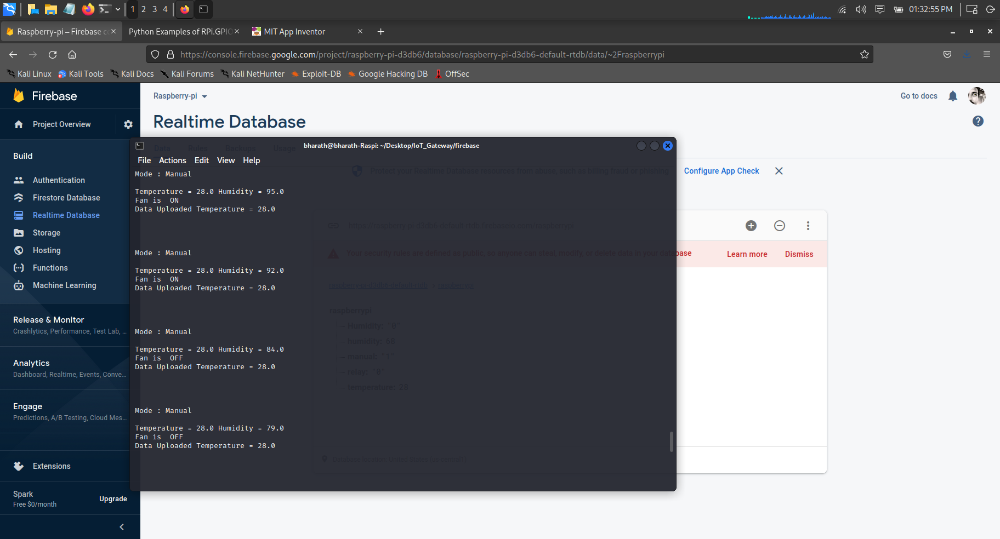 1 2 3 4 01:32:55 PM
Raspberry-pi – Firebase co
Python Examples of RPi.GPIO
MIT App Inventor
https://console.firebase.google.com/project/raspberry-pi-d3db6/database/raspberry-pi-d3db6-default-rtdb/data/~2Fraspberrypi
Kali Linux Kali Tools Kali Docs Kali Forums Kali NetHunter Exploit-DB Google Hacking DB OffSec
Firebase
Project Overview
Build
Authentication
Firestore Database
Realtime Database
Storage
Hosting
Functions
Machine Learning
Release & Monitor
Crashlytics, Performance, Test Lab, ...
Analytics
Dashboard, Realtime, Events, Conve...
Engage
Predictions, A/B Testing, Cloud Mes...
Extensions
Spark
Free $0/month
Upgrade
Raspberry-pi
Go to docs
Realtime Database
Data Rules Backups Usage
Protect your Realtime Database resources from abuse, such as billing fraud or phishing
Configure App Check
https://raspberry-pi-d3db6-default-rtdb.firebaseio.com/raspberrypi
Your security rules are defined as public, so anyone can steal, modify, or delete data in your database
Learn more Dismiss
raspberry-pi-d3db6-default-rtdb > raspberrypi
raspberrypi
Humidity: "0"
humidity: 68
manual: "1"
relay: "0"
temperature: 28
Database location: United States (us-central1)
bharath@bharath-Raspi: ~/Desktop/IoT_Gateway/firebase
File Actions Edit View Help
Mode : Manual
Temperature = 28.0 Humidity = 95.0
Fan is  ON
Data Uploaded Temperature = 28.0
Mode : Manual
Temperature = 28.0 Humidity = 92.0
Fan is  ON
Data Uploaded Temperature = 28.0
Mode : Manual
Temperature = 28.0 Humidity = 84.0
Fan is  OFF
Data Uploaded Temperature = 28.0
Mode : Manual
Temperature = 28.0 Humidity = 79.0
Fan is  OFF
Data Uploaded Temperature = 28.0